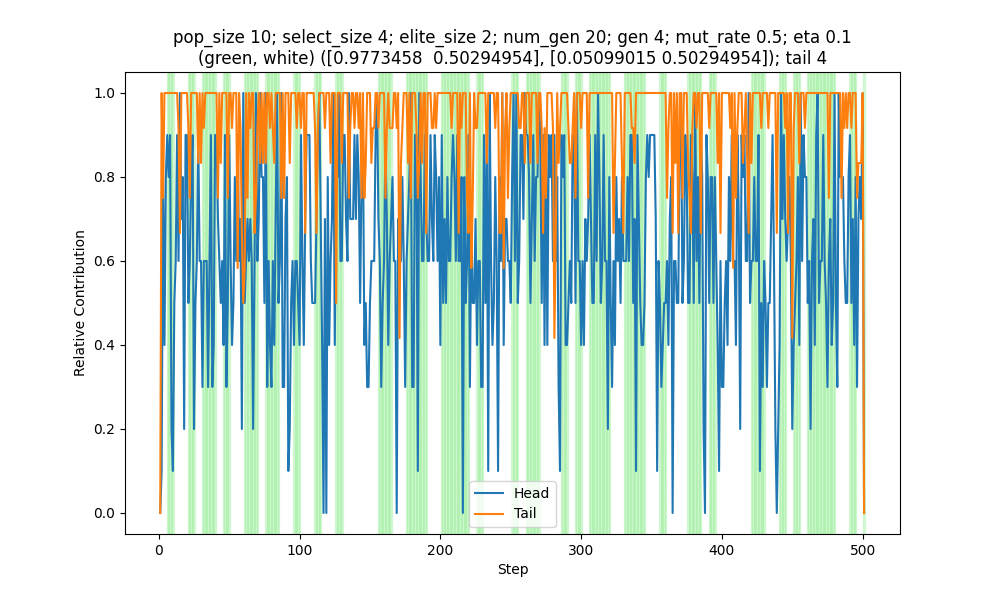 pop_size 10; select_size 4; elite_size 2; num_gen 20; gen 4; mut_rate 0.5; eta 0.1
(green, white) ([0.9773458  0.50294954], [0.05099015 0.50294954]); tail 4
1.0
0.8
0.6
0.4
0.2
0.0
Relative Contribution
Head
Tail
0 100 200 300 400 500
Step